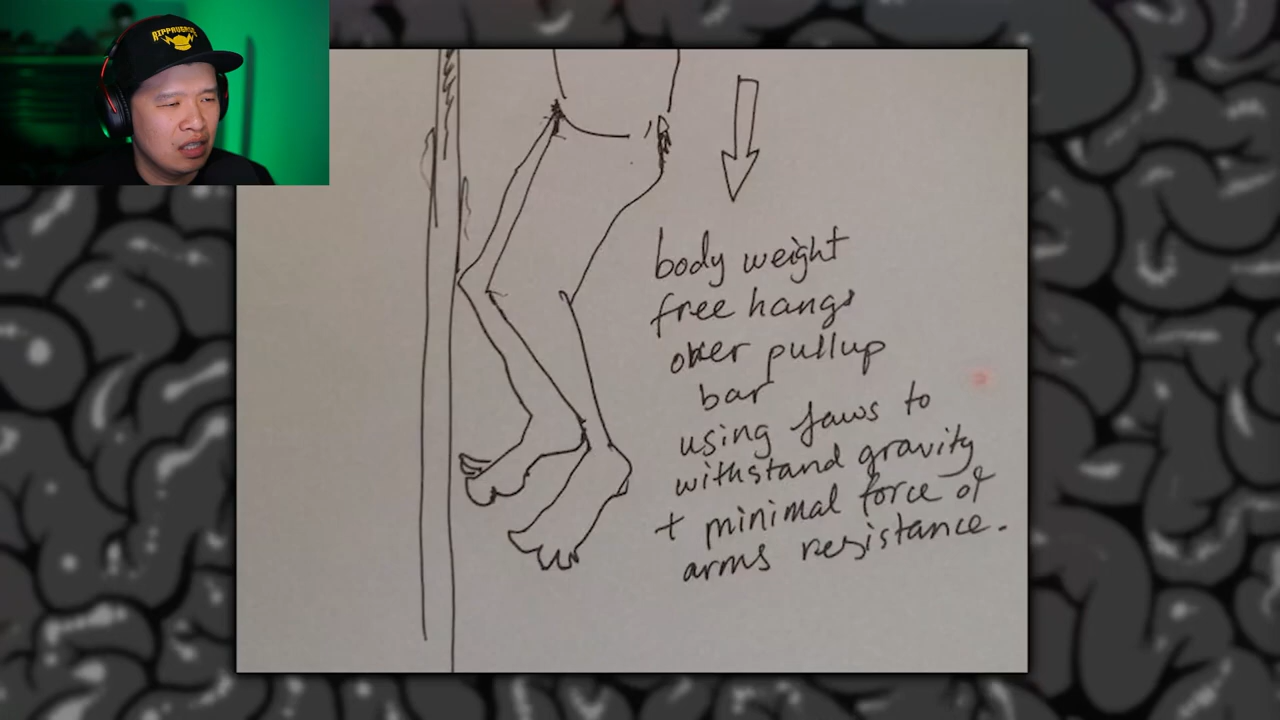 body weight
free hangs
over pullup
bar
using jaws to
withstand gravity
+ minimal force of
arms resistance.